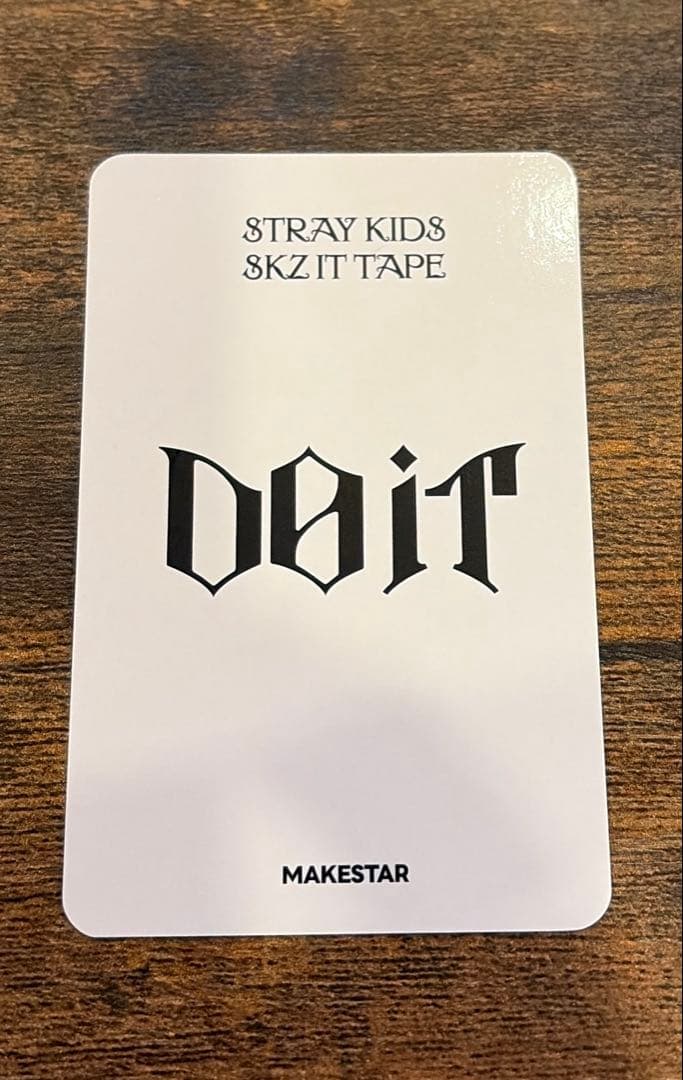 STRAY KIDS
SKZ IT TAPE
DO iT
MAKESTAR